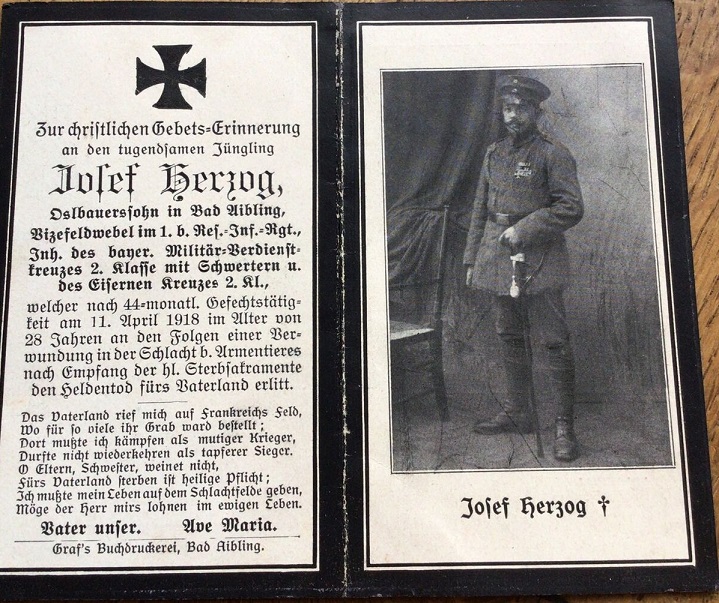 Zur christlichen Gebets-Erinnerung
an den tugendsamen Jüngling
Josef Herzog,
Oslbauerssohn in Bad Aibling,
Vizefeldwebel im 1. b. Res.-Inf.-Rgt.,
Inh. des bayer. Militär-Verdienst-
kreuzes 2. Klasse mit Schwertern u.
des Eisernen Kreuzes 2. Kl.,
welcher nach 44-monatl. Gefechtstätig-
keit am 11. April 1918 im Alter von
28 Jahren an den Folgen einer Ver-
wundung in der Schlacht b. Armentieres
nach Empfang der hl. Sterbsakramente
den Heldentod fürs Vaterland erlitt.
Das Vaterland rief mich auf Frankreichs Feld,
Wo für so viele ihr Grab ward bestellt;
Dort mußte ich kämpfen als mutiger Krieger,
Durfte nicht wiederkehren als tapferer Sieger.
O Eltern, Schwester, weinet nicht,
Fürs Vaterland sterben ist heilige Pflicht;
Ich mußte mein Leben auf dem Schlachtfelde geben,
Möge der Herr mirs lohnen im ewigen Leben.
Vater unser. Ave Maria.
Graf's Buchdruckerei, Bad Aibling.
Josef Herzog †